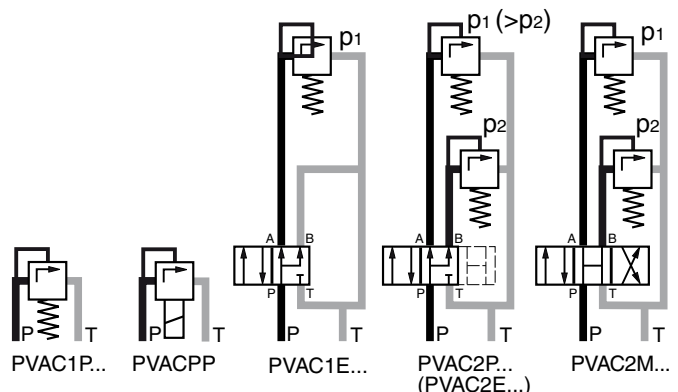 p1
p1 (>p2)
p2
p1
p2
A B
P T
A B
P T
A B
P T
P T
P T
P T
P T
P T
PVAC1P...
PVACPP
PVAC1E...
PVAC2P...
(PVAC2E...)
PVAC2M...